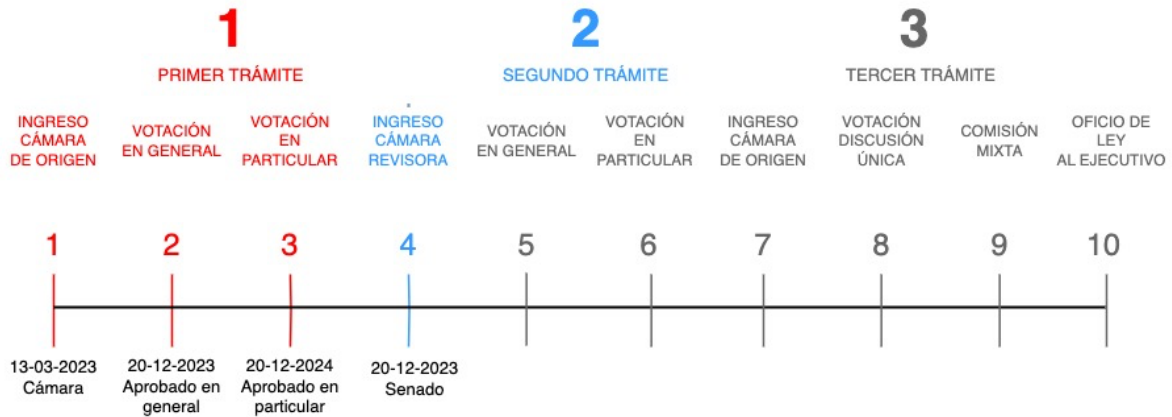 1
2
3
PRIMER TRÁMITE
SEGUNDO TRÁMITE
TERCER TRÁMITE
INGRESO
CÁMARA
DE ORIGEN
VOTACIÓN
EN GENERAL
VOTACIÓN
EN
PARTICULAR
INGRESO
CÁMARA
REVISORA
VOTACIÓN
EN GENERAL
VOTACIÓN
EN
PARTICULAR
INGRESO
CÁMARA
DE ORIGEN
VOTACIÓN
DISCUSIÓN
ÚNICA
COMISIÓN
MIXTA
OFICIO DE
LEY
AL EJECUTIVO
1
2
3
4
5
6
7
8
9
10
13-03-2023
Cámara
20-12-2023
Aprobado en
general
20-12-2024
Aprobado en
particular
20-12-2023
Senado